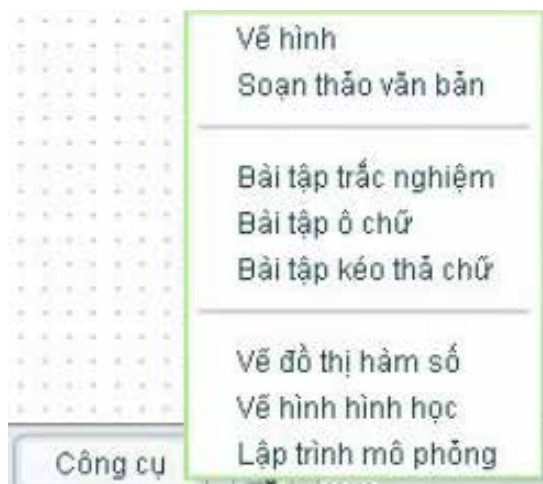 Vẽ hình
Soạn thảo văn bản
Bài tập trắc nghiệm
Bài tập ô chữ
Bài tập kéo thả chữ
Vẽ đồ thị hàm số
Vẽ hình hình học
Lập trình mô phỏng
Công cụ